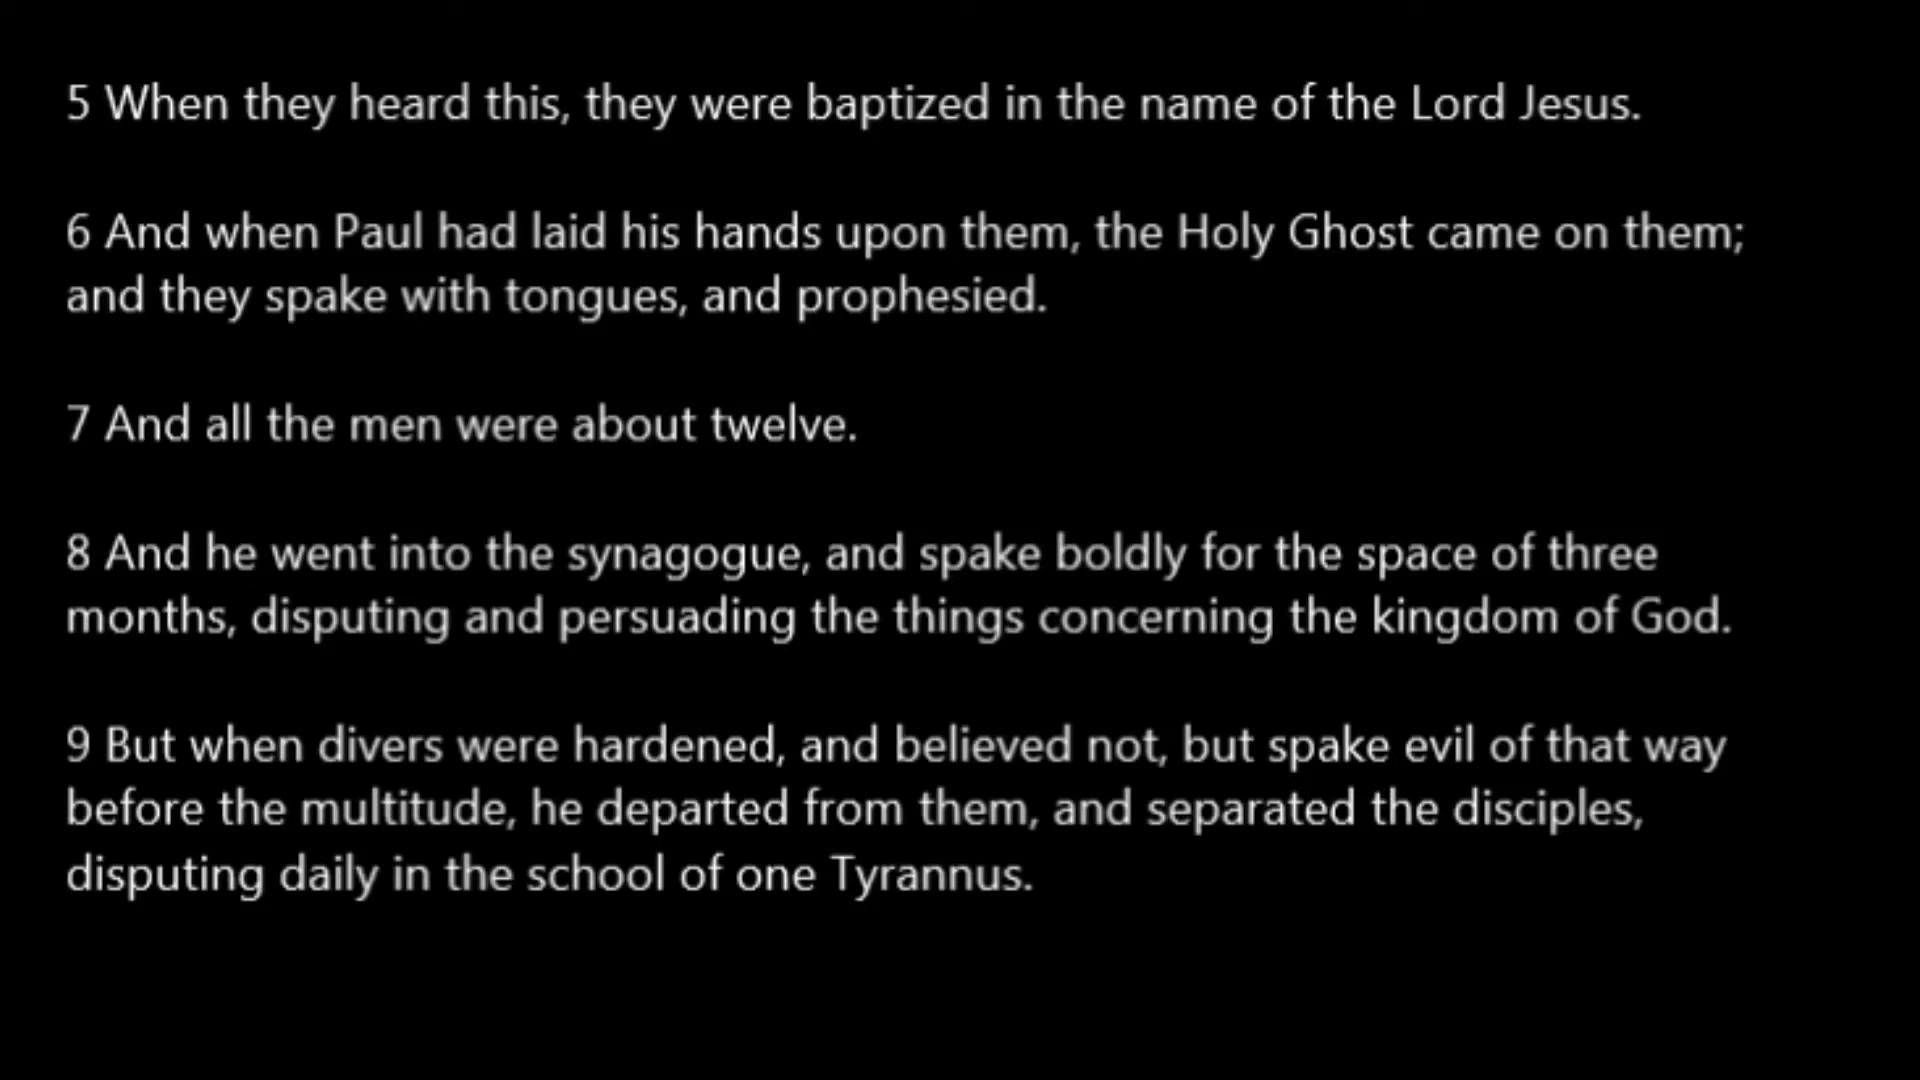 5 When they heard this, they were baptized in the name of the Lord Jesus.
6 And when Paul had laid his hands upon them, the Holy Ghost came on them;
and they spake with tongues, and prophesied.
7 And all the men were about twelve.
8 And he went into the synagogue, and spake boldly for the space of three
months, disputing and persuading the things concerning the kingdom of God.
9 But when divers were hardened, and believed not, but spake evil of that way
before the multitude, he departed from them, and separated the disciples,
disputing daily in the school of one Tyrannus.